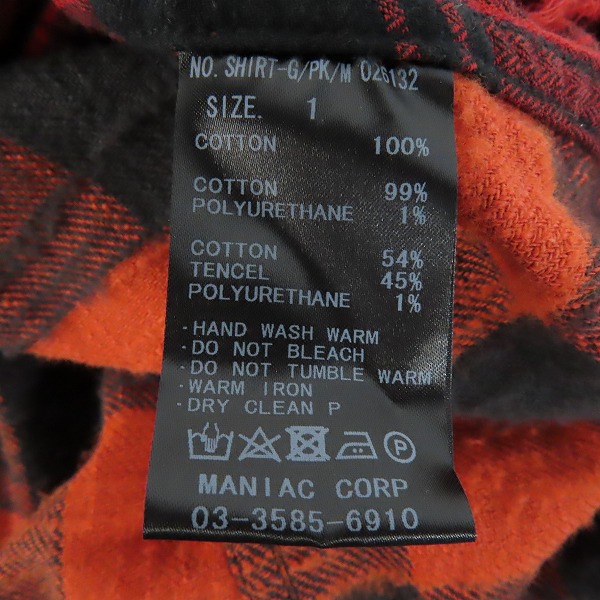 NO. SHIRT-G/PK/M 026132
SIZE. 1
COTTON 100%
COTTON 99%
POLYURETHANE 1%
COTTON 54%
TENCEL 45%
POLYURETHANE 1%
・HAND WASH WARM
・DO NOT BLEACH
・DO NOT TUMBLE WARM
・WARM IRON
・DRY CLEAN P
P
MANIAC CORP
03-3585-6910